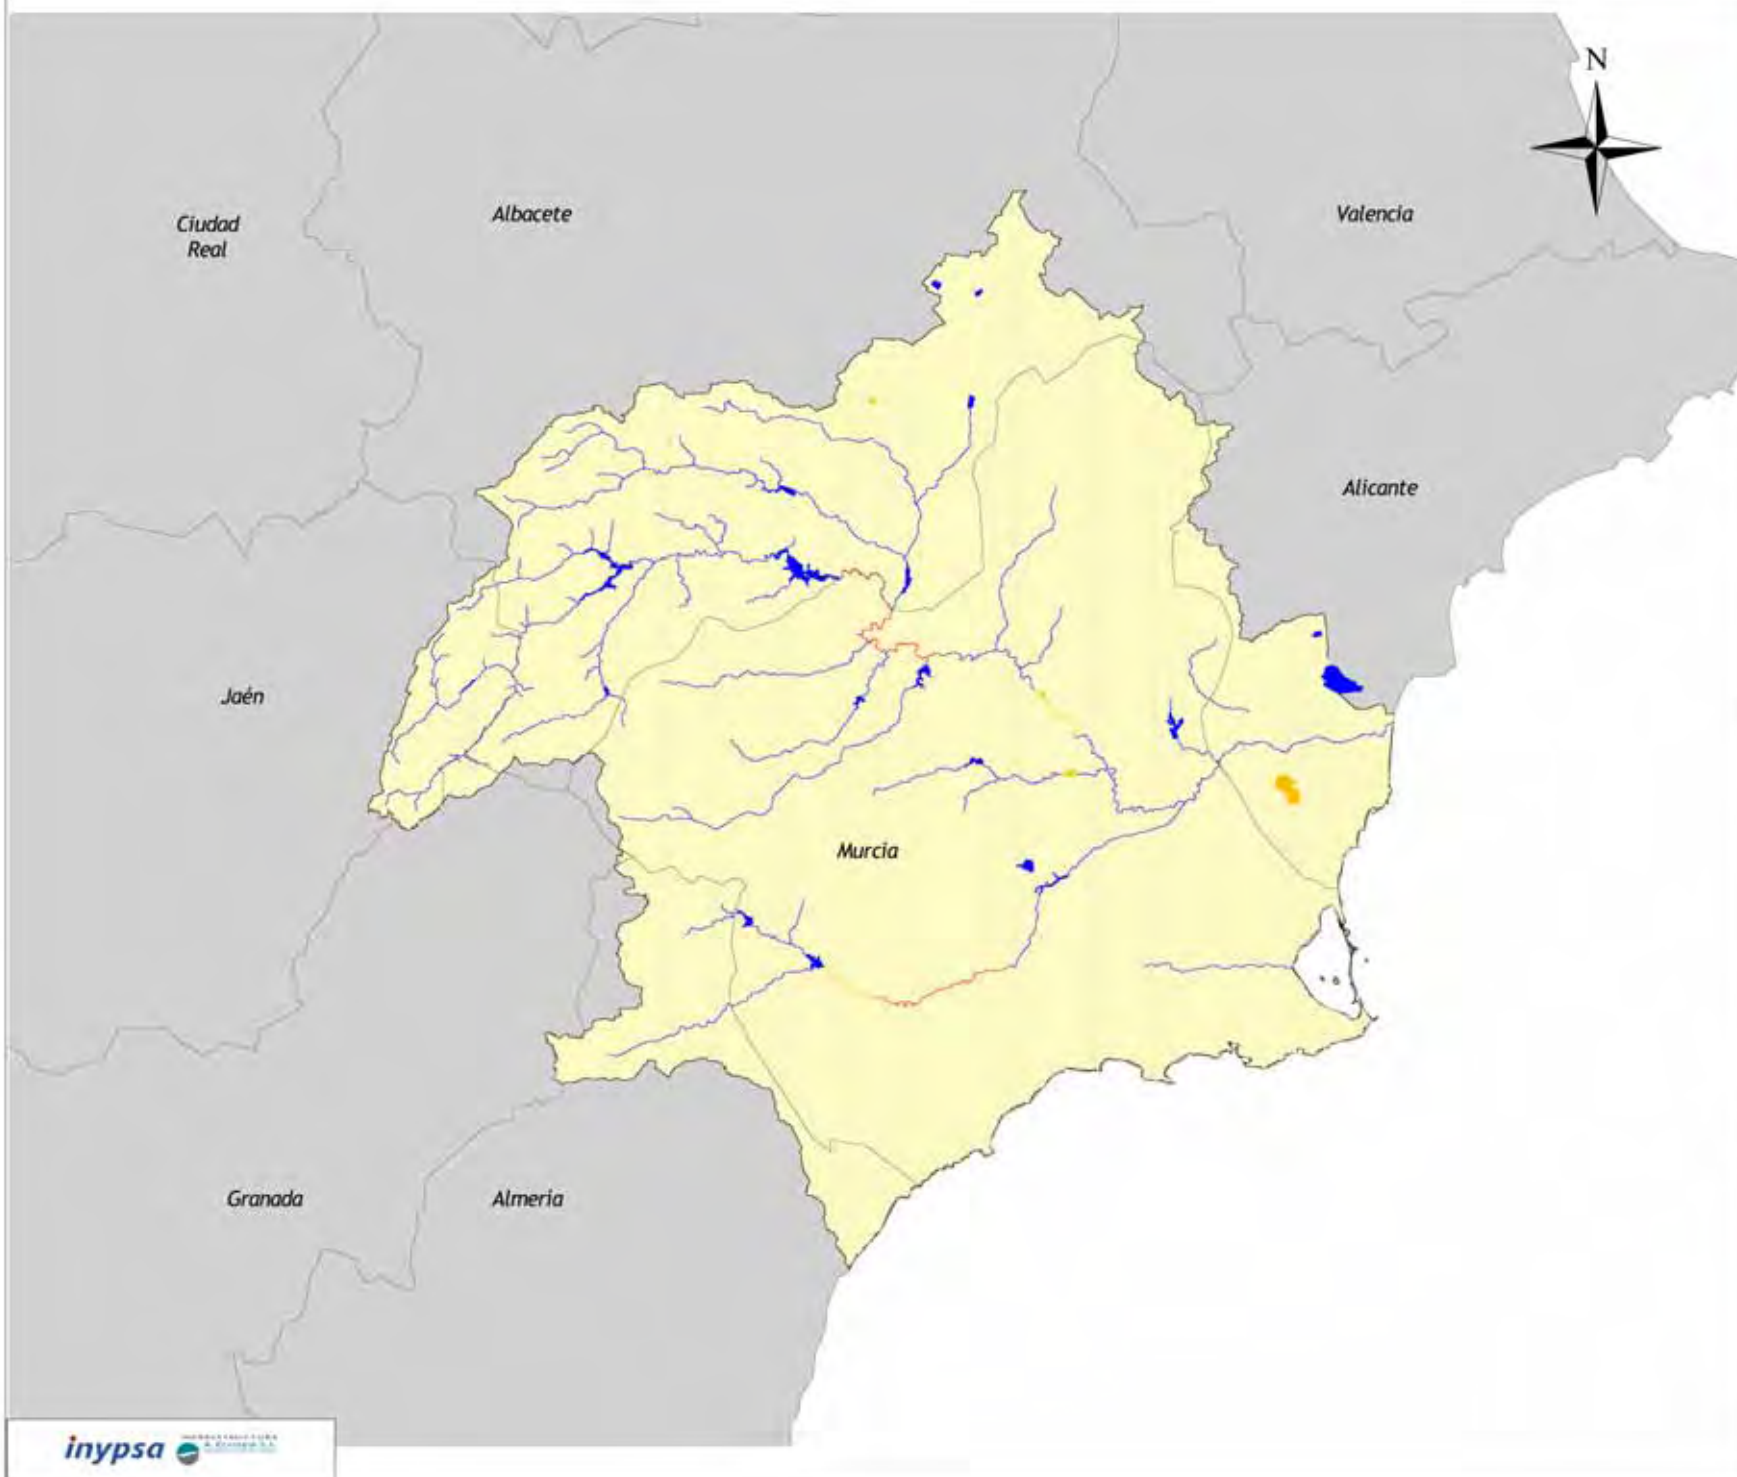 N
Albacete
Valencia
Ciudad
Real
Alicante
Jaén
Murcia
Granada
Almeria
inypsa